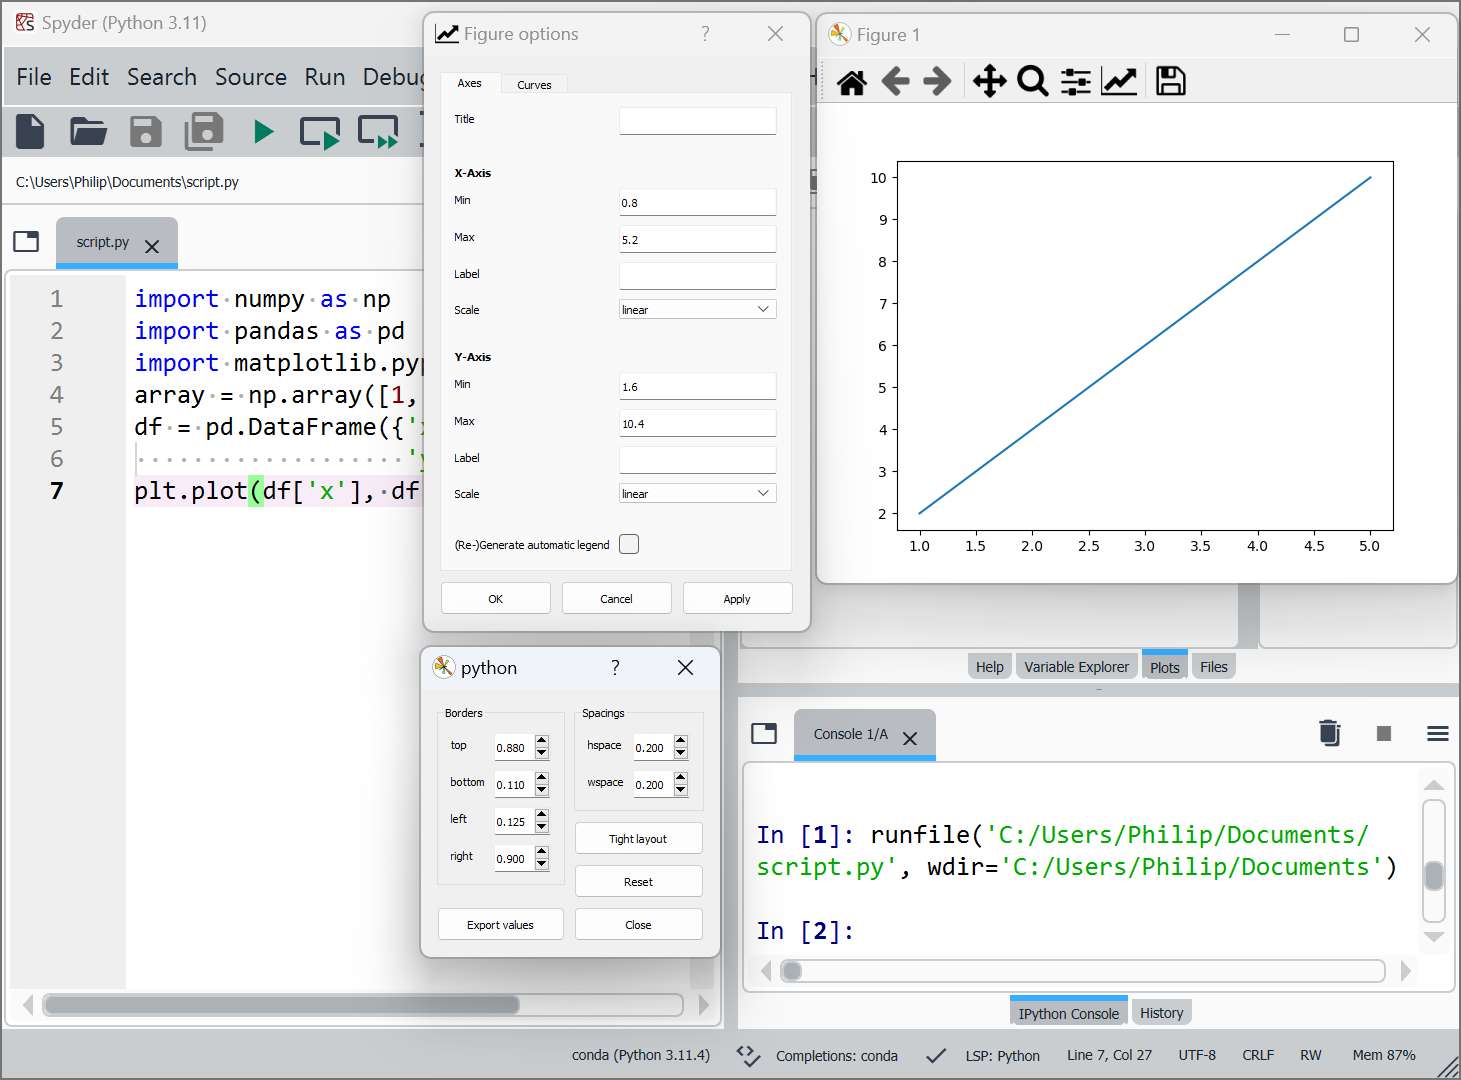 Spyder (Python 3.11)
File Edit Search Source Run Debug
C:\Users\Philip\Documents\script.py
script.py
1 import numpy as np
2 import pandas as pd
3 import matplotlib.pyp
4 array = np.array([1,
5 df = pd.DataFrame({'x
6 'y
7 plt.plot(df['x'], df
Figure options
?
Axes Curves
Title
X-Axis
Min 0.8
Max 5.2
Label
Scale linear
Y-Axis
Min 1.6
Max 10.4
Label
Scale linear
(Re-)Generate automatic legend
OK Cancel Apply
python ?
Borders Spacings
top 0.880 hspace 0.200
bottom 0.110 wspace 0.200
left 0.125 Tight layout
right 0.900 Reset
Export values Close
Figure 1
10
9
8
7
6
5
4
3
2
1.0 1.5 2.0 2.5 3.0 3.5 4.0 4.5 5.0
Help Variable Explorer Plots Files
Console 1/A
In [1]: runfile('C:/Users/Philip/Documents/
script.py', wdir='C:/Users/Philip/Documents')
In [2]:
IPython Console History
conda (Python 3.11.4) Completions: conda LSP: Python Line 7, Col 27 UTF-8 CRLF RW Mem 87%